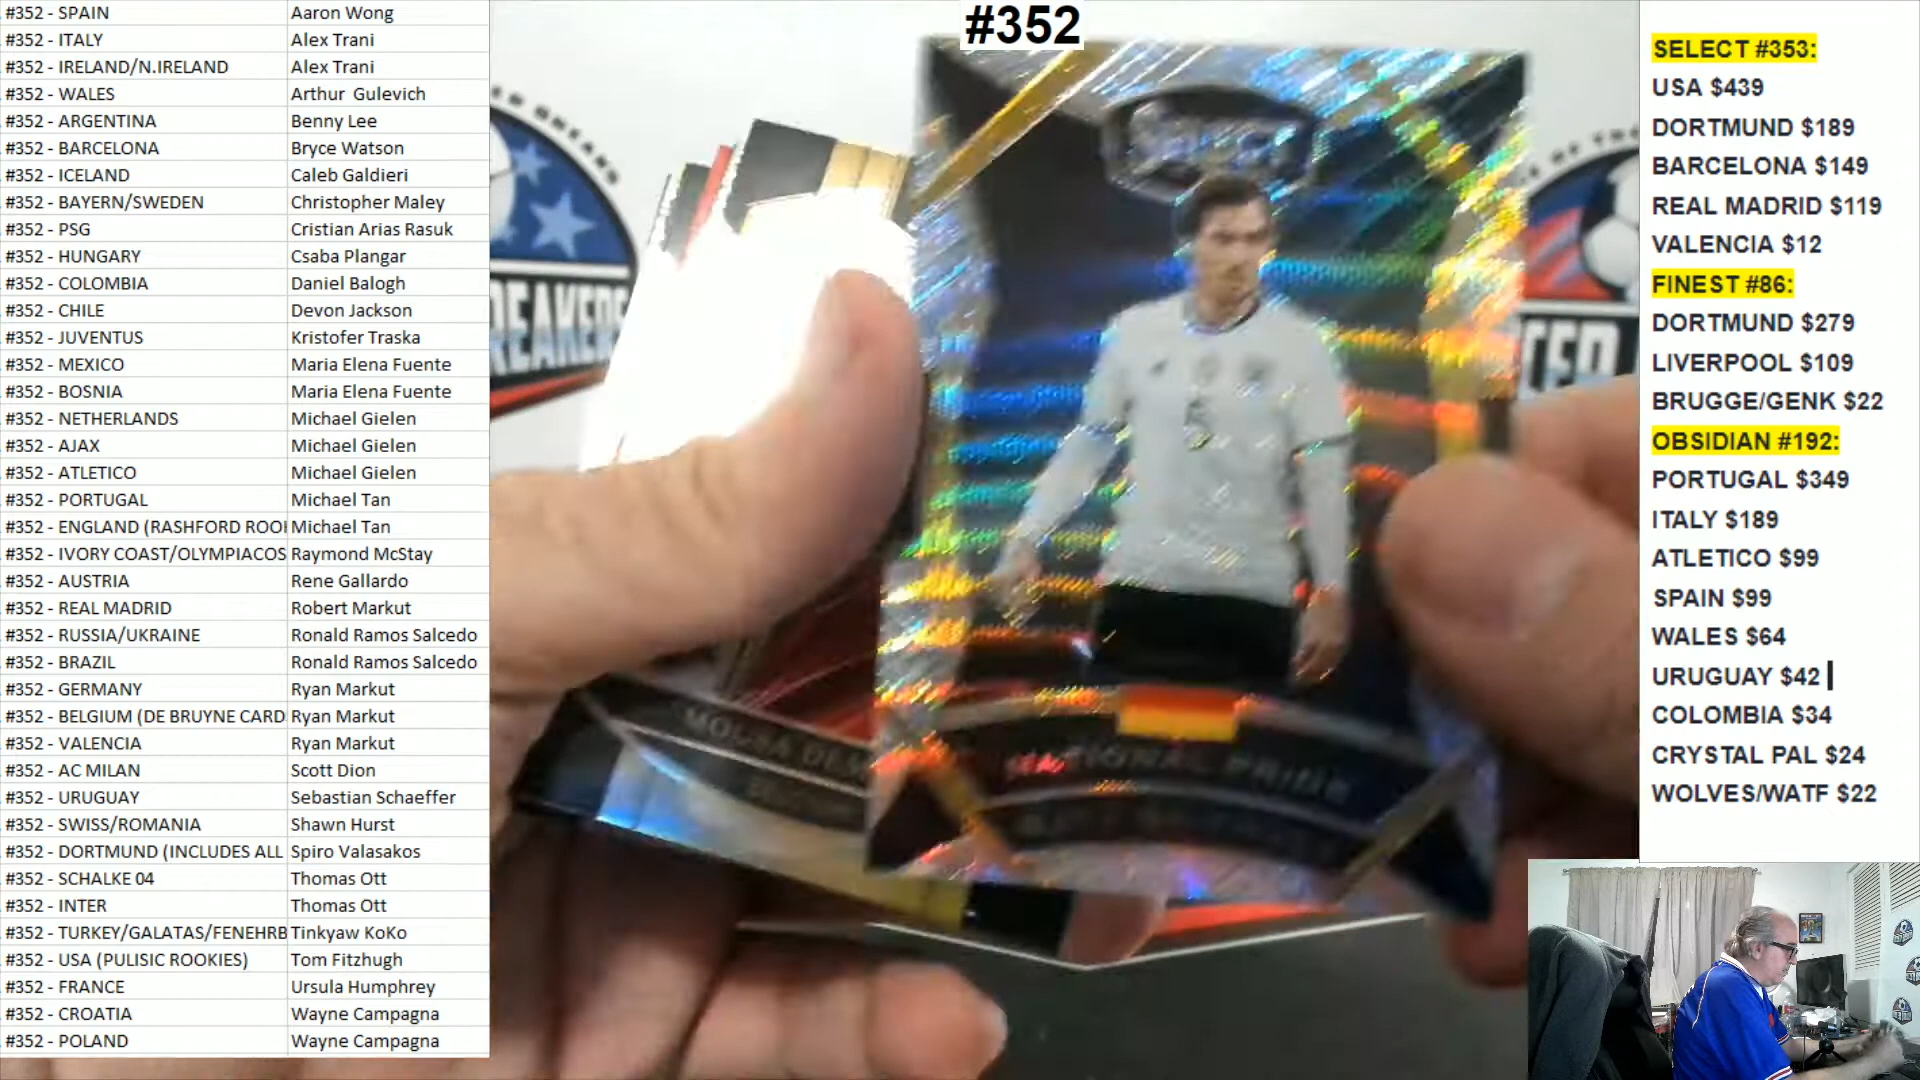 #352
#352 - SPAIN Aaron Wong
#352 - ITALY Alex Trani
#352 - IRELAND/N.IRELAND Alex Trani
#352 - WALES Arthur Gulevich
#352 - ARGENTINA Benny Lee
#352 - BARCELONA Bryce Watson
#352 - ICELAND Caleb Galdieri
#352 - BAYERN/SWEDEN Christopher Maley
#352 - PSG Cristian Arias Rasuk
#352 - HUNGARY Csaba Plangar
#352 - COLOMBIA Daniel Balogh
#352 - CHILE Devon Jackson
#352 - JUVENTUS Kristofer Traska
#352 - MEXICO Maria Elena Fuente
#352 - BOSNIA Maria Elena Fuente
#352 - NETHERLANDS Michael Gielen
#352 - AJAX Michael Gielen
#352 - ATLETICO Michael Gielen
#352 - PORTUGAL Michael Tan
#352 - ENGLAND (RASHFORD ROO Michael Tan
#352 - IVORY COAST/OLYMPIACOS Raymond McStay
#352 - AUSTRIA Rene Gallardo
#352 - REAL MADRID Robert Markut
#352 - RUSSIA/UKRAINE Ronald Ramos Salcedo
#352 - BRAZIL Ronald Ramos Salcedo
#352 - GERMANY Ryan Markut
#352 - BELGIUM (DE BRUYNE CARD Ryan Markut
#352 - VALENCIA Ryan Markut
#352 - AC MILAN Scott Dion
#352 - URUGUAY Sebastian Schaeffer
#352 - SWISS/ROMANIA Shawn Hurst
#352 - DORTMUND (INCLUDES ALL Spiro Valasakos
#352 - SCHALKE 04 Thomas Ott
#352 - INTER Thomas Ott
#352 - TURKEY/GALATAS/FENEHRB Tinkyaw KoKo
#352 - USA (PULISIC ROOKIES) Tom Fitzhugh
#352 - FRANCE Ursula Humphrey
#352 - CROATIA Wayne Campagna
#352 - POLAND Wayne Campagna
REAKERS
SELECT
MOUSA DEM
NATIONAL PRIDE
CER
SELECT #353:
USA $439
DORTMUND $189
BARCELONA $149
REAL MADRID $119
VALENCIA $12
FINEST #86:
DORTMUND $279
LIVERPOOL $109
BRUGGE/GENK $22
OBSIDIAN #192:
PORTUGAL $349
ITALY $189
ATLETICO $99
SPAIN $99
WALES $64
URUGUAY $42
COLOMBIA $34
CRYSTAL PAL $24
WOLVES/WATF $22